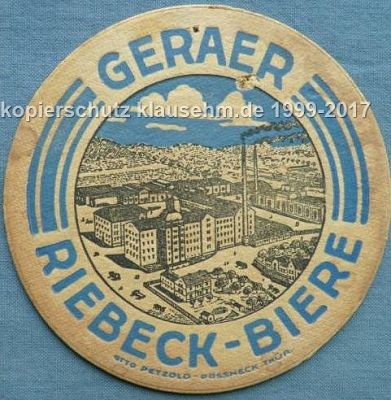 GERAER
kopierschutz klausehm.de 1999-2017
RIEBECK-BIERE
OTTO PETZOLD - PÖSSNECK THÜR.